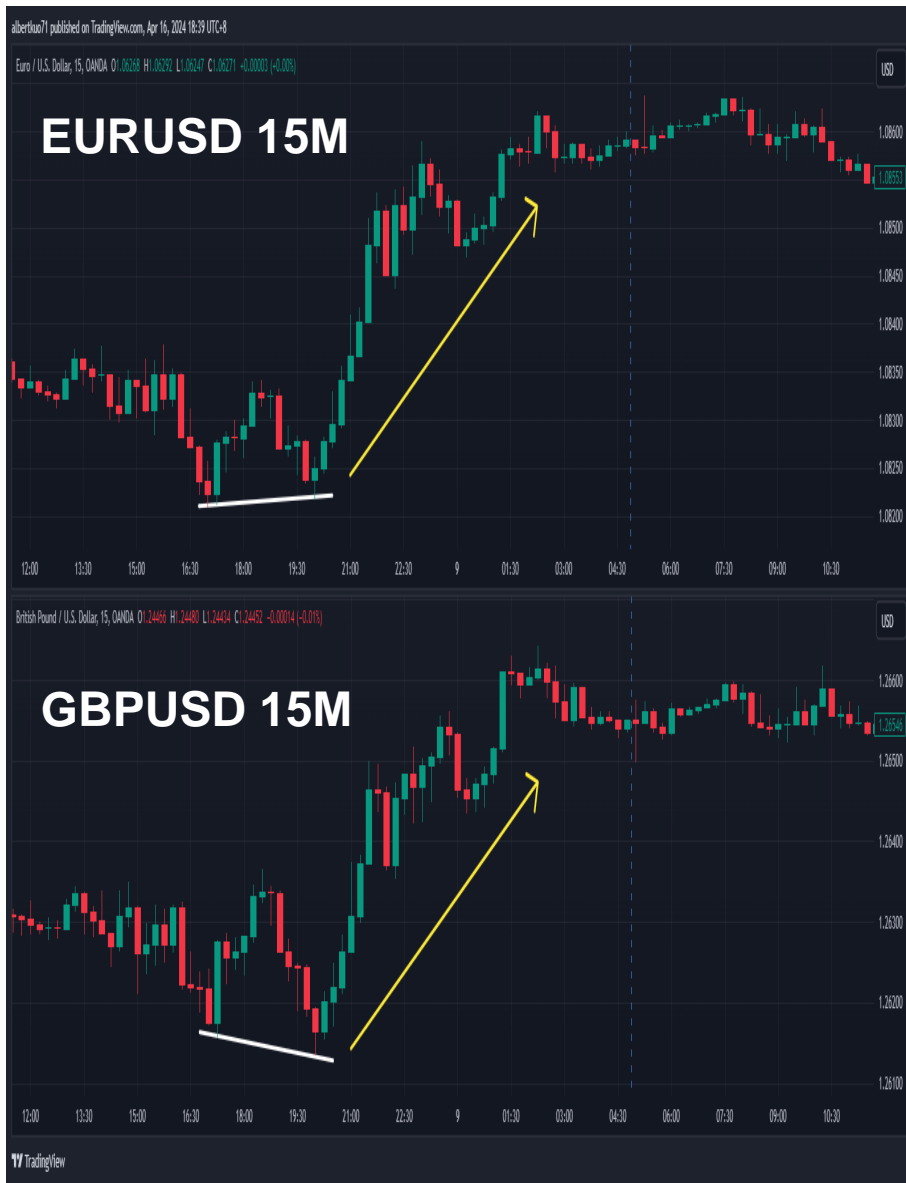 albertkuo71 published on TradingView.com, Apr 16, 2024 18:39 UTC+8
Euro / U.S. Dollar, 15, OANDA O1.06268 H1.06292 L1.06247 C1.06271 +0.00003 (+0.00%)
USD
EURUSD 15M
1.08600
1.08553
1.08500
1.08450
1.08400
1.08350
1.08300
1.08250
1.08200
12:00 13:30 15:00 16:30 18:00 19:30 21:00 22:30 9 01:30 03:00 04:30 06:00 07:30 09:00 10:30
British Pound / U.S. Dollar, 15, OANDA O1.24466 H1.24480 L1.24434 C1.24452 -0.00014 (-0.01%)
USD
GBPUSD 15M
1.26600
1.26546
1.26500
1.26400
1.26300
1.26200
1.26100
12:00 13:30 15:00 16:30 18:00 19:30 21:00 22:30 9 01:30 03:00 04:30 06:00 07:30 09:00 10:30
TradingView